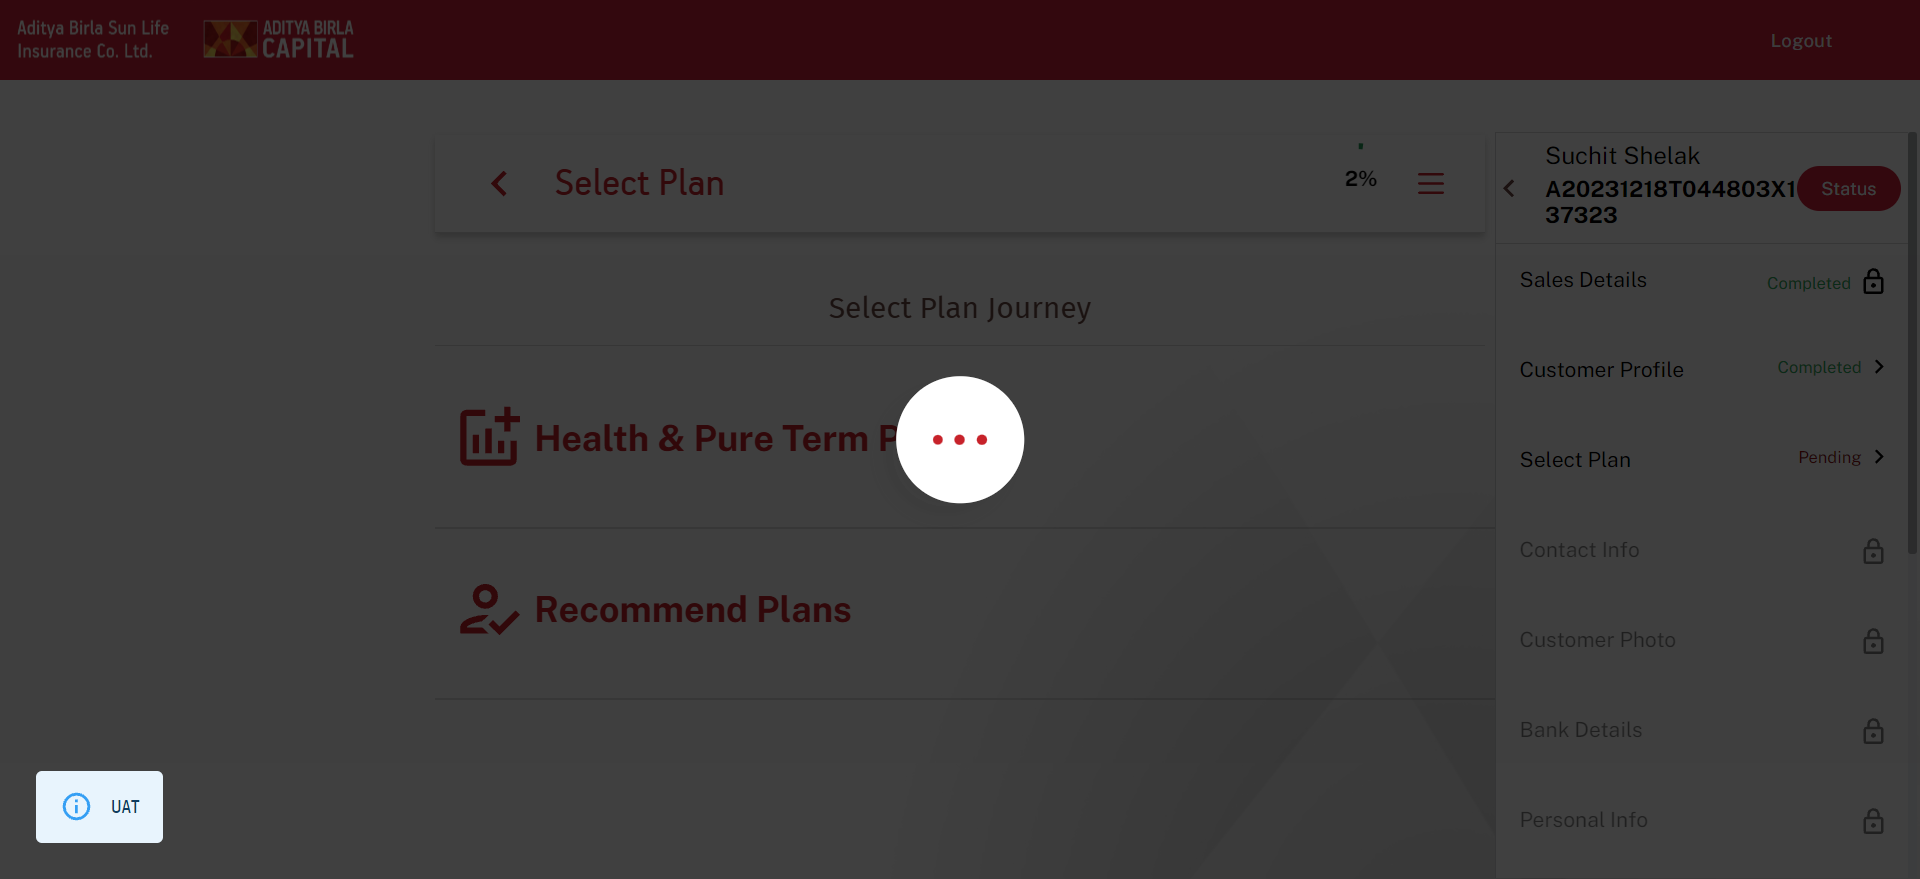 Aditya Birla Sun Life
Insurance Co. Ltd.
ADITYA BIRLA
CAPITAL
Logout
Select Plan
2%
Select Plan Journey
Health & Pure Term
Recommend Plans
Suchit Shelak
A20231218T044803X1
37323
Status
Sales Details
Completed
Customer Profile
Completed
Select Plan
Pending
Contact Info
Customer Photo
Bank Details
Personal Info
UAT